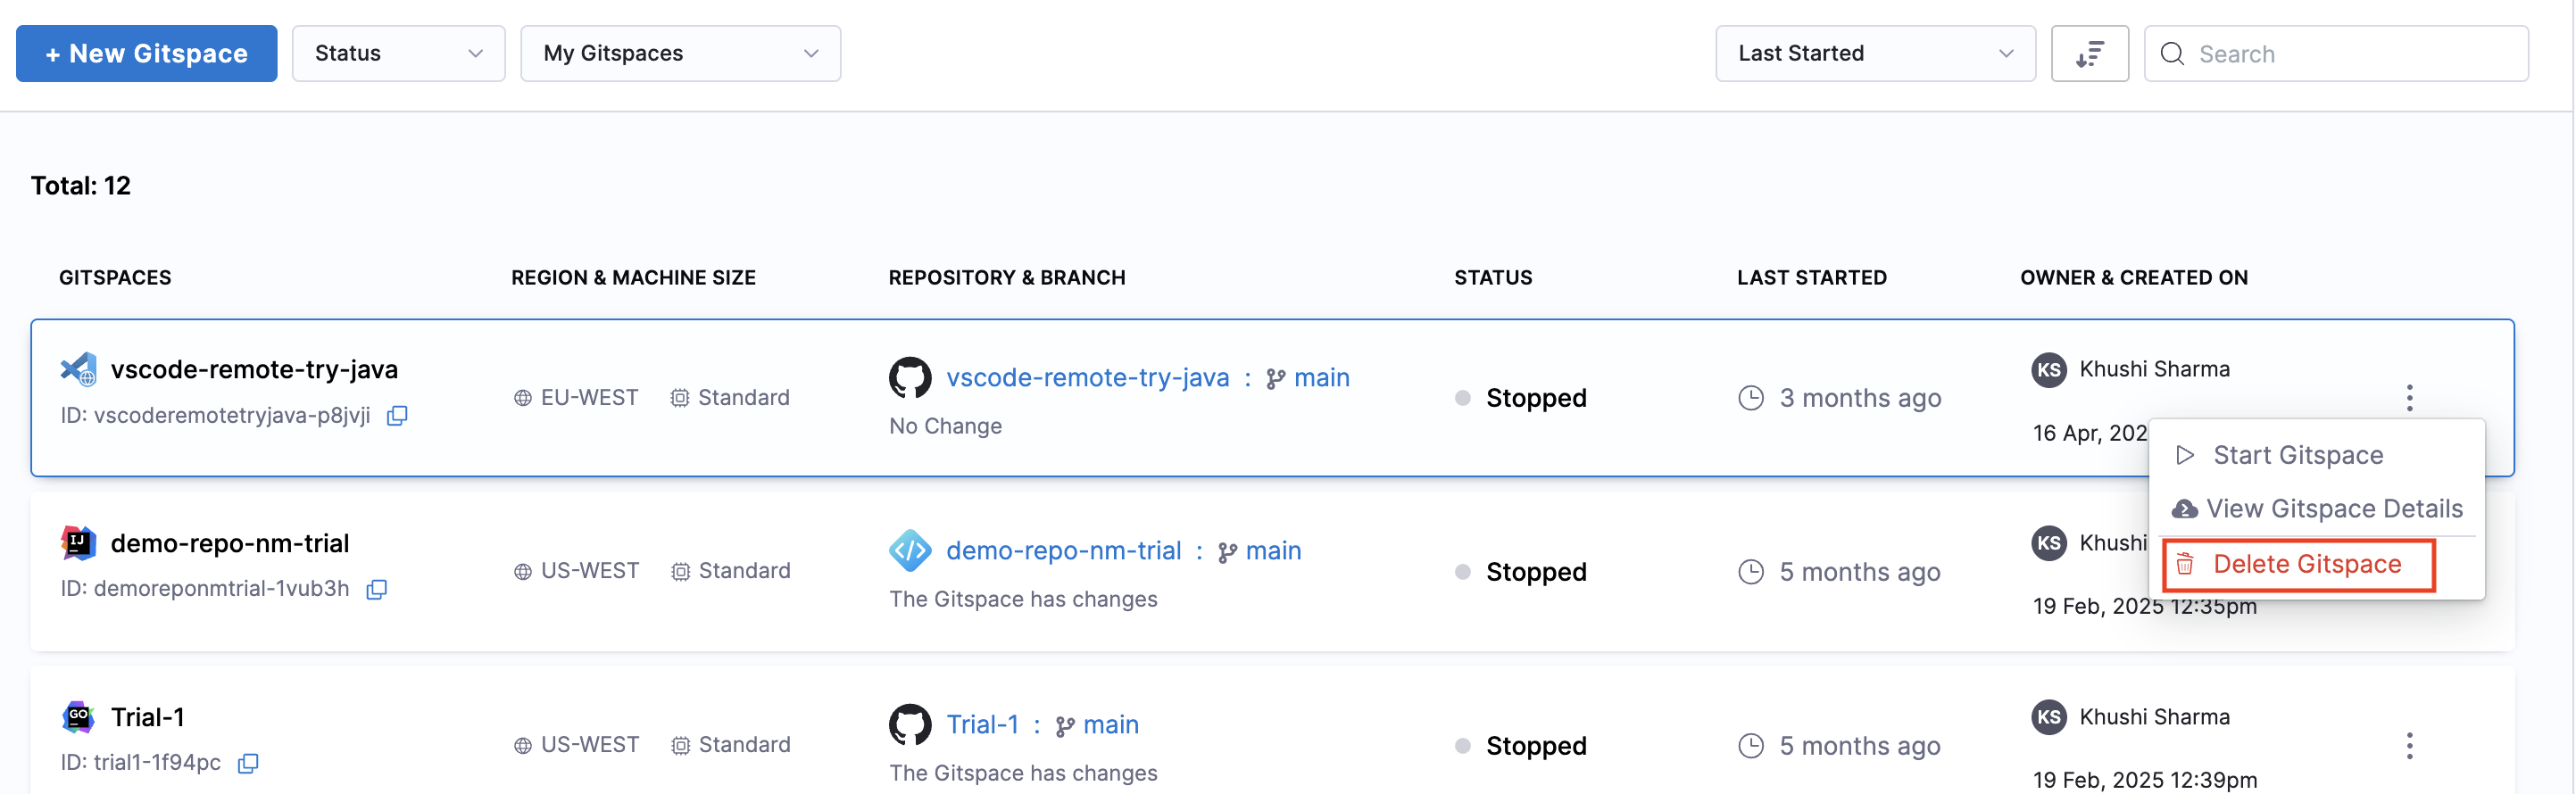 + New Gitspace
Status
My Gitspaces
Last Started
Search
Total: 12
GITSPACES
REGION & MACHINE SIZE
REPOSITORY & BRANCH
STATUS
LAST STARTED
OWNER & CREATED ON
vscode-remote-try-java
ID: vscoderemotetryjava-p8jvji
EU-WEST
Standard
vscode-remote-try-java : main
No Change
Stopped
3 months ago
KS Khushi Sharma
16 Apr, 202
Start Gitspace
View Gitspace Details
Delete Gitspace
IJ
demo-repo-nm-trial
ID: demoreponmtrial-1vub3h
US-WEST
Standard
demo-repo-nm-trial : main
The Gitspace has changes
Stopped
5 months ago
KS Khushi
19 Feb, 2025 12:35pm
GO
Trial-1
ID: trial1-1f94pc
US-WEST
Standard
Trial-1 : main
The Gitspace has changes
Stopped
5 months ago
KS Khushi Sharma
19 Feb, 2025 12:39pm